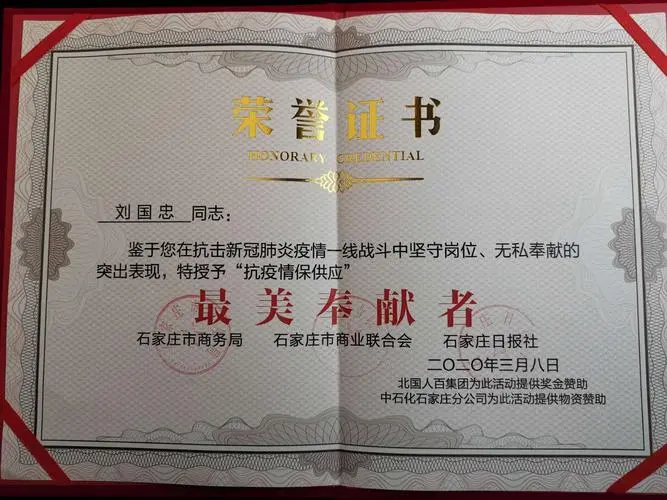 荣誉证书
HONORARY CREDENTIAL
刘国忠 同志：
鉴于您在抗击新冠肺炎疫情一线战斗中坚守岗位、无私奉献的
突出表现，特授予“抗疫情保供应”
最美奉献者
石家庄市商务局 石家庄市商业联合会 石家庄日报社
二〇二〇年三月八日
北国人百集团为此活动提供奖金赞助
中石化石家庄分公司为此活动提供物资赞助